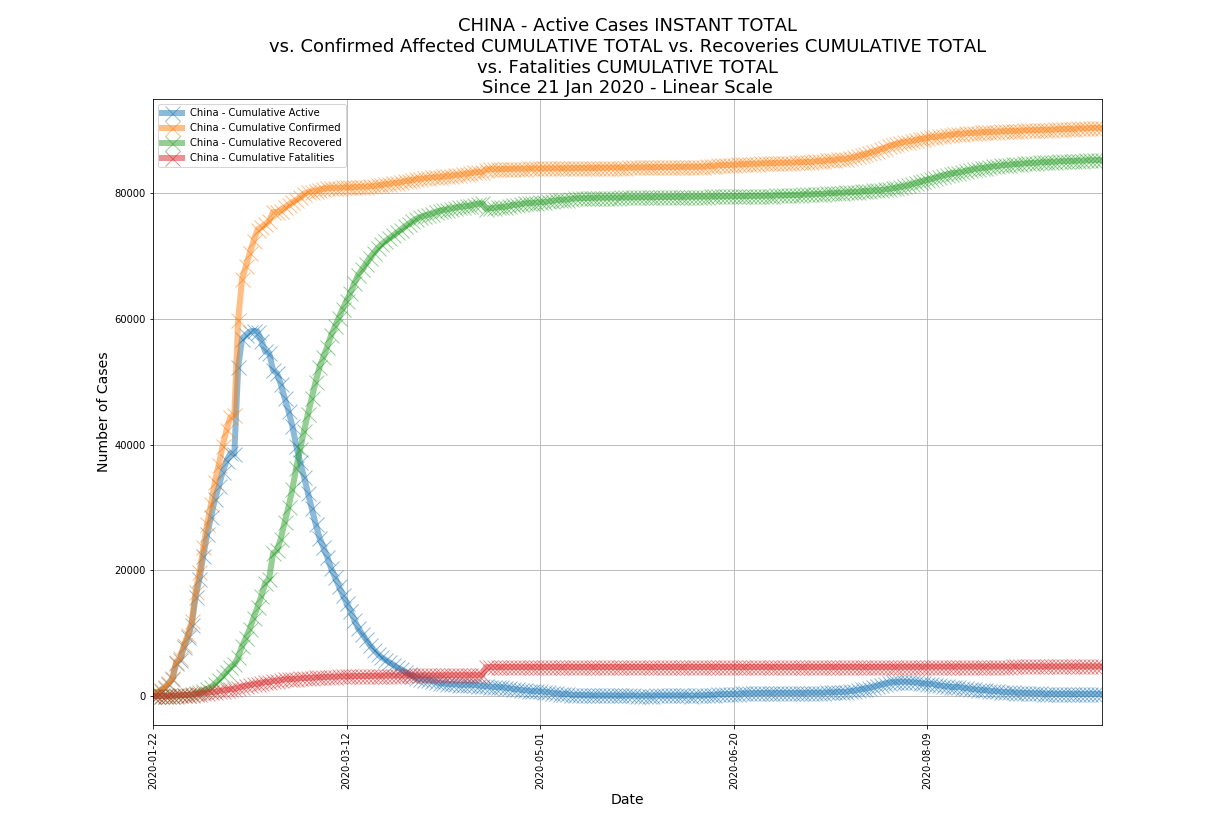 CHINA - Active Cases INSTANT TOTAL
vs. Confirmed Affected CUMULATIVE TOTAL vs. Recoveries CUMULATIVE TOTAL
vs. Fatalities CUMULATIVE TOTAL
Since 21 Jan 2020 - Linear Scale
China - Cumulative Active
China - Cumulative Confirmed
China - Cumulative Recovered
China - Cumulative Fatalities
Number of Cases
80000
60000
40000
20000
0
2020-01-22
2020-03-12
2020-05-01
2020-06-20
2020-08-09
Date